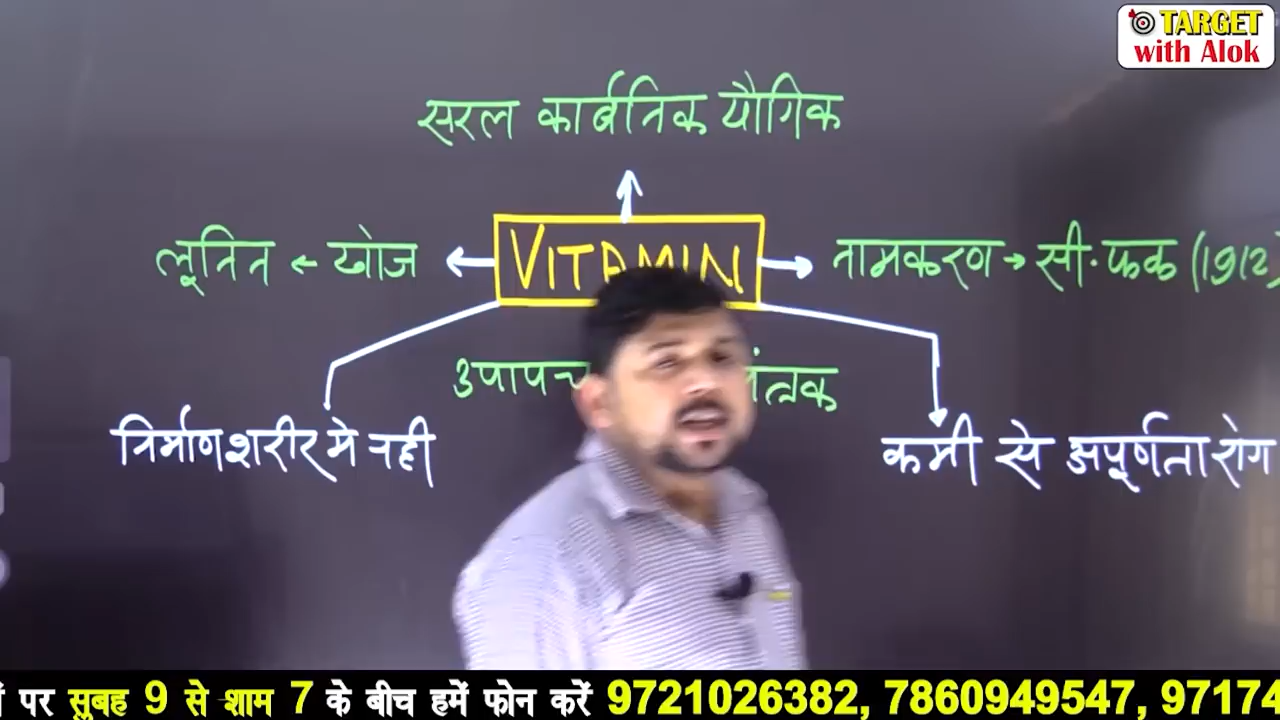 TARGET
with Alok
सरल कार्बनिक यौगिक
लूनिन ← खोज
VITAMIN
नामकरण → सी. फंक (1912)
निर्माण शरीर मे नही
कमी से अपूर्णता रोग
पर सुबह 9 से शाम 7 के बीच हमें फोन करें 9721026382, 7860949547, 97174